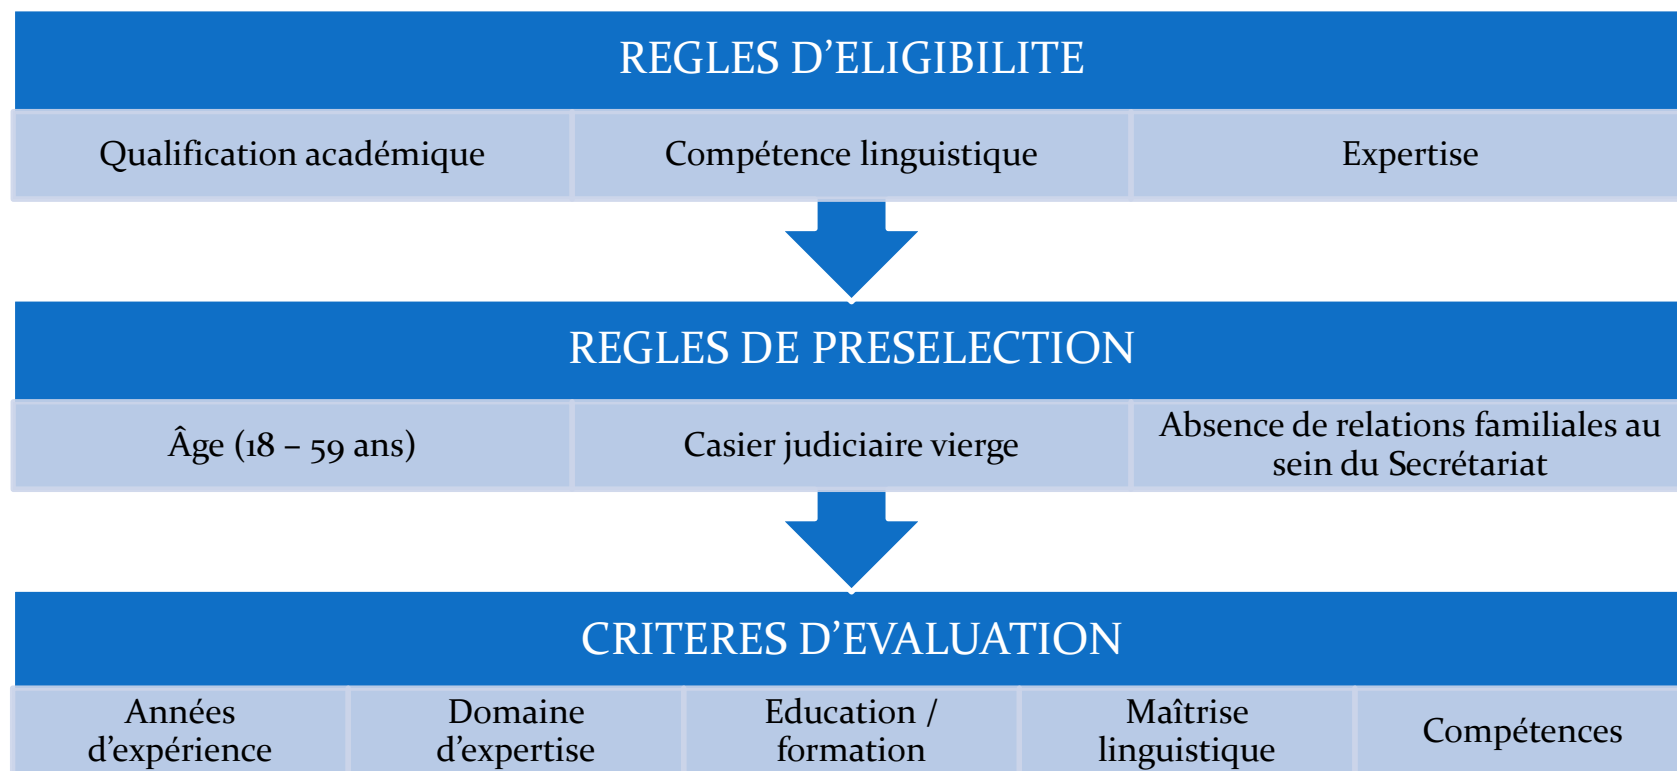 REGLES D’ELIGIBILITE
Qualification académique
Compétence linguistique
Expertise
REGLES DE PRESELECTION
Âge (18 – 59 ans)
Casier judiciaire vierge
Absence de relations familiales au
sein du Secrétariat
CRITERES D’EVALUATION
Années
d’expérience
Domaine
d’expertise
Education /
formation
Maîtrise
linguistique
Compétences